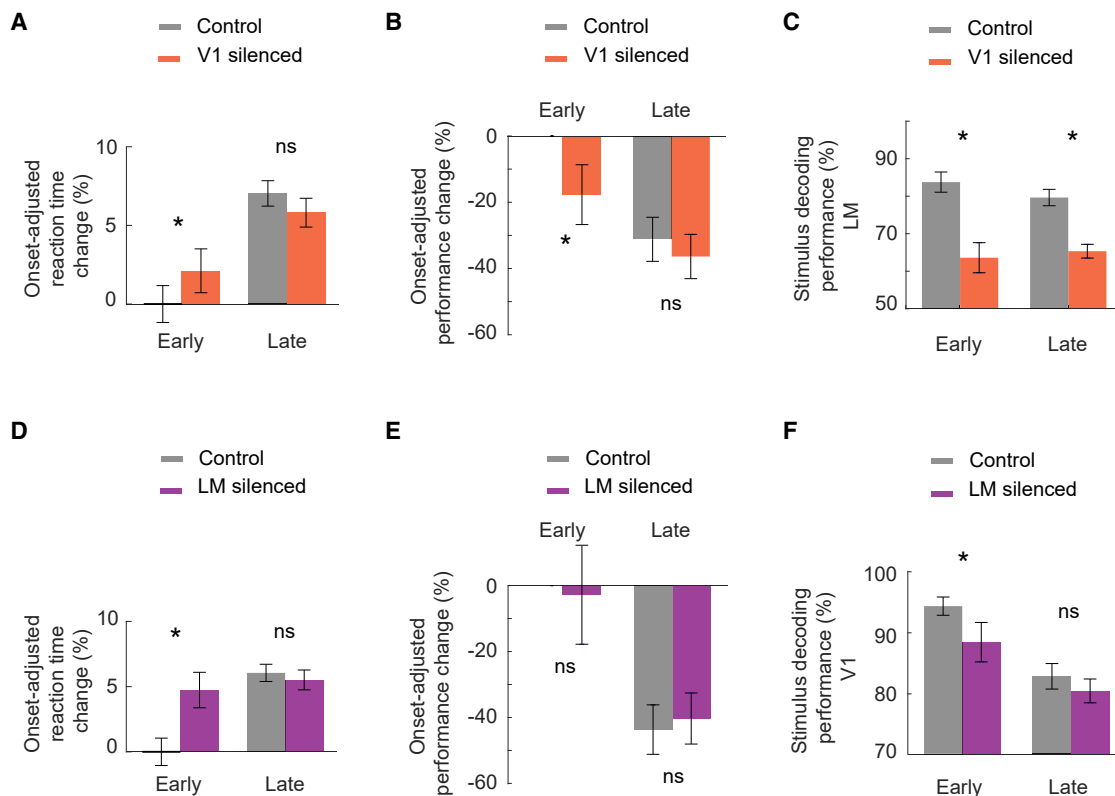 A
Control
V1 silenced
Onset-adjusted
reaction time
change (%)
10
5
0
*
ns
Early
Late
B
Control
V1 silenced
Early
Late
Onset-adjusted
performance change (%)
0
-20
-40
-60
*
ns
C
Control
V1 silenced
Stimulus decoding
performance (%)
LM
90
70
50
*
*
Early
Late
D
Control
LM silenced
Onset-adjusted
reaction time
change (%)
10
5
0
*
ns
Early
Late
E
Control
LM silenced
Early
Late
Onset-adjusted
performance change (%)
0
-20
-40
-60
ns
ns
F
Control
LM silenced
Stimulus decoding
performance (%)
V1
100
90
80
70
*
ns
Early
Late